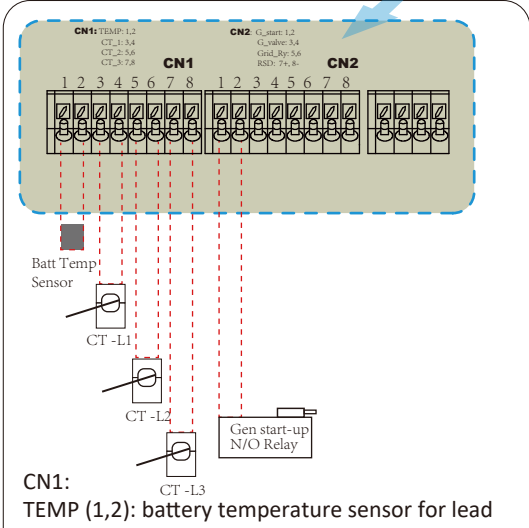 CN1: TEMP: 1,2
CT_1: 3,4
CT_2: 5,6
CT_3: 7,8
CN2: G_start: 1,2
G_valve: 3,4
Grid_Ry: 5,6
RSD: 7+, 8-
CN1
CN2
1 2 3 4 5 6 7 8
1 2 3 4 5 6 7 8
Batt Temp
Sensor
CT -L1
CT -L2
CT -L3
Gen start-up
N/O Relay
CN1:
TEMP (1,2): battery temperature sensor for lead